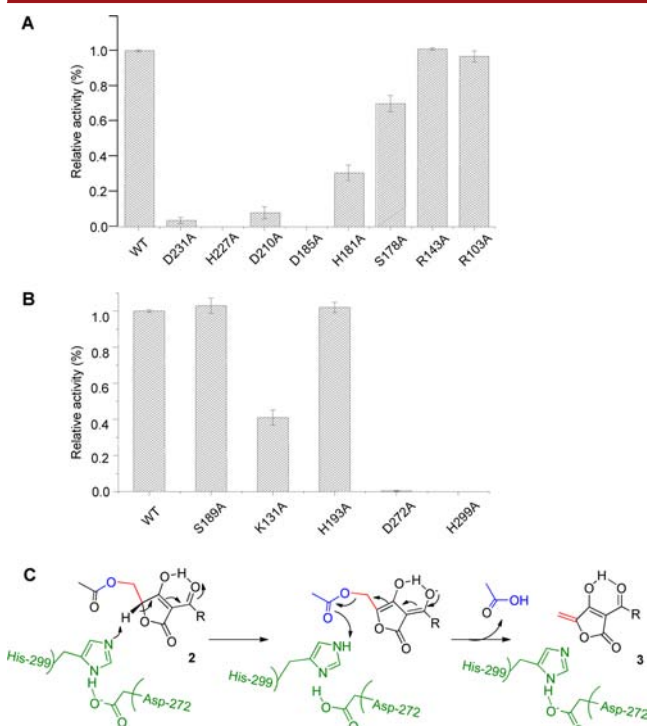 A
Relative activity (%)
1.0
0.8
0.6
0.4
0.2
0.0
WT
D231A
H227A
D210A
D185A
H181A
S178A
R143A
R103A
B
Relative activity (%)
1.0
0.8
0.6
0.4
0.2
0.0
WT
S189A
K131A
H193A
D272A
H299A
C
O
O
H
O
O
H
O
O
R
2
His-299
N
N
H
O
O
Asp-272
O
O
O
H
O
O
O
R
His-299
N
NH
H
O
O
Asp-272
O
OH
O
H
O
O
O
R
3
His-299
N
N
H
O
O
Asp-272